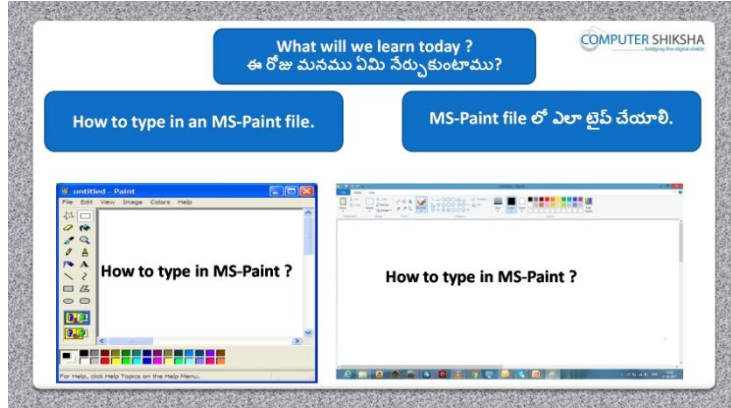 What will we learn today ?
ఈ రోజు మనము ఏమి నేర్చుకుంటాము?
COMPUTER SHIKSHA
bridging the digital divide
How to type in an MS-Paint file.
MS-Paint file లో ఎలా టైప్ చేయాలి.
untitled - Paint
File Edit View Image Colors Help
How to type in MS-Paint ?
For Help, click Help Topics on the Help Menu.
How to type in MS-Paint ?